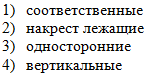 1) соответственные
2) накрест лежащие
3) односторонние
4) вертикальные